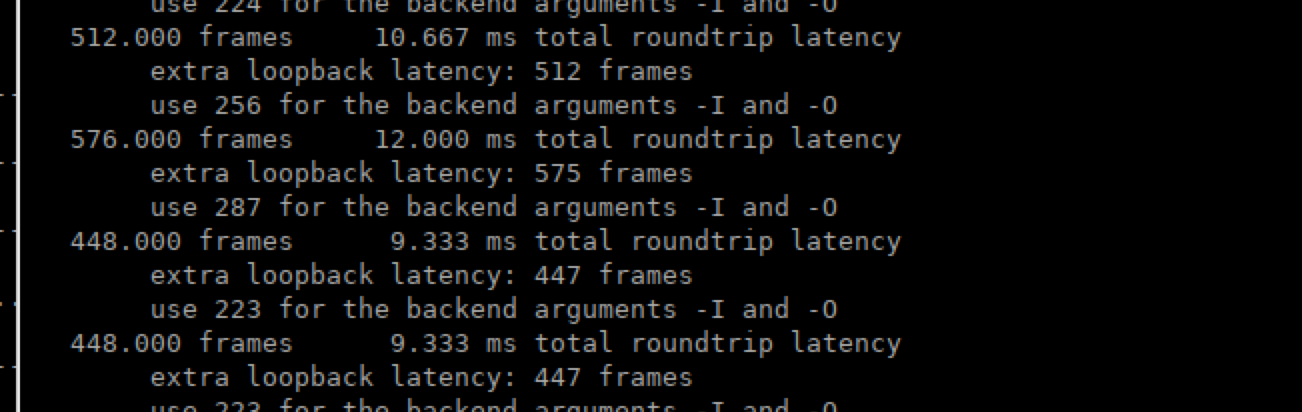 use 224 for the backend arguments -I and -O
512.000 frames     10.667 ms total roundtrip latency
extra loopback latency: 512 frames
use 256 for the backend arguments -I and -O
576.000 frames     12.000 ms total roundtrip latency
extra loopback latency: 575 frames
use 287 for the backend arguments -I and -O
448.000 frames      9.333 ms total roundtrip latency
extra loopback latency: 447 frames
use 223 for the backend arguments -I and -O
448.000 frames      9.333 ms total roundtrip latency
extra loopback latency: 447 frames
use 223 for the backend arguments -I and -O